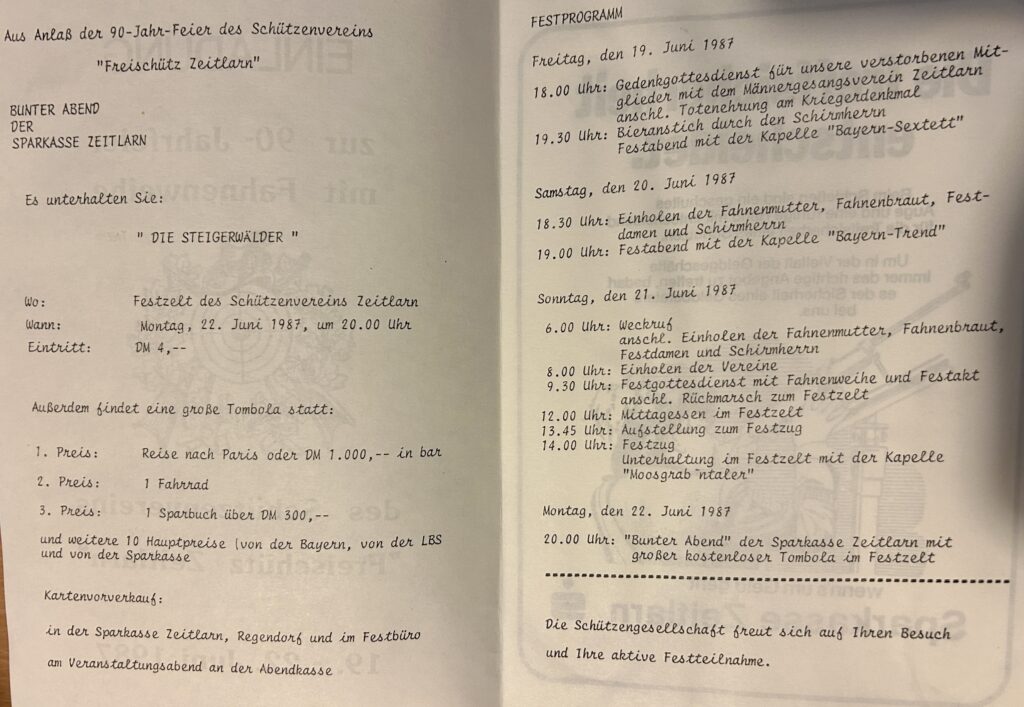 Aus Anlaß der 90-Jahr-Feier des Schützenvereins
"Freischütz Zeitlarn"
BUNTER ABEND
DER
SPARKASSE ZEITLARN
Es unterhalten Sie:
" DIE STEIGERWÄLDER "
Wo: Festzelt des Schützenvereins Zeitlarn
Wann: Montag, 22. Juni 1987, um 20.00 Uhr
Eintritt: DM 4,--
Außerdem findet eine große Tombola statt:
1. Preis: Reise nach Paris oder DM 1.000,-- in bar
2. Preis: 1 Fahrrad
3. Preis: 1 Sparbuch über DM 300,--
und weitere 10 Hauptpreise (von der Bayern, von der LBS
und von der Sparkasse
Kartenvorverkauf:
in der Sparkasse Zeitlarn, Regendorf und im Festbüro
am Veranstaltungsabend an der Abendkasse
FESTPROGRAMM
Freitag, den 19. Juni 1987
18.00 Uhr: Gedenkgottesdienst für unsere verstorbenen Mit-
glieder mit dem Männergesangsverein Zeitlarn
anschl. Totenehrung am Kriegerdenkmal
19.30 Uhr: Bieranstich durch den Schirmherrn
Festabend mit der Kapelle "Bayern-Sextett"
Samstag, den 20. Juni 1987
18.30 Uhr: Einholen der Fahnenmutter, Fahnenbraut, Fest-
damen und Schirmherrn
19.00 Uhr: Festabend mit der Kapelle "Bayern-Trend"
Sonntag, den 21. Juni 1987
6.00 Uhr: Weckruf
anschl. Einholen der Fahnenmutter, Fahnenbraut,
Festdamen und Schirmherrn
8.00 Uhr: Einholen der Vereine
9.30 Uhr: Festgottesdienst mit Fahnenweihe und Festakt
anschl. Rückmarsch zum Festzelt
12.00 Uhr: Mittagessen im Festzelt
13.45 Uhr: Aufstellung zum Festzug
14.00 Uhr: Festzug
Unterhaltung im Festzelt mit der Kapelle
"Moosgrab¨ntaler"
Montag, den 22. Juni 1987
20.00 Uhr: "Bunter Abend" der Sparkasse Zeitlarn mit
großer kostenloser Tombola im Festzelt
Die Schützengesellschaft freut sich auf Ihren Besuch
und Ihre aktive Festteilnahme.